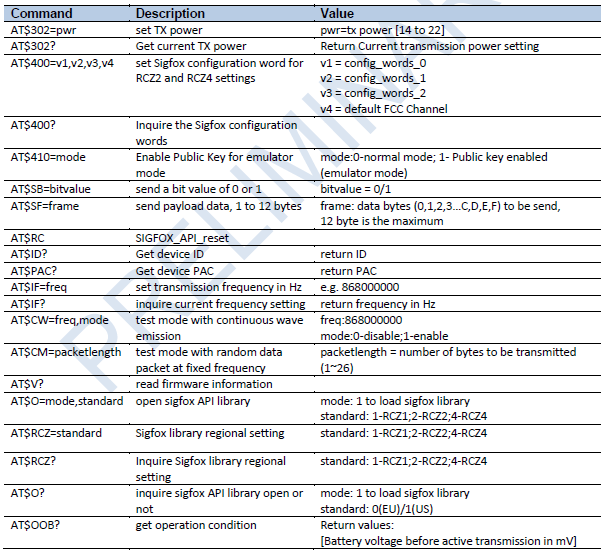 Command Description Value
AT$302=pwr set TX power pwr=tx power [14 to 22]
AT$302? Get current TX power Return Current transmission power setting
AT$400=v1,v2,v3,v4 set Sigfox configuration word for v1 = config_words_0
RCZ2 and RCZ4 settings v2 = config_words_1
v3 = config_words_2
v4 = default FCC Channel
AT$400? Inquire the Sigfox configuration
words
AT$410=mode Enable Public Key for emulator mode:0-normal mode; 1- Public key enabled
mode (emulator mode)
AT$SB=bitvalue send a bit value of 0 or 1 bitvalue = 0/1
AT$SF=frame send payload data, 1 to 12 bytes frame: data bytes (0,1,2,3...C,D,E,F) to be send,
12 byte is the maximum
AT$RC SIGFOX_API_reset
AT$ID? Get device ID return ID
AT$PAC? Get device PAC return PAC
AT$IF=freq set transmission frequency in Hz e.g. 868000000
AT$IF? inquire current frequency setting return frequency in Hz
AT$CW=freq,mode test mode with continuous wave freq:868000000
emission mode:0-disable;1-enable
AT$CM=packetlength test mode with random data packetlength = number of bytes to be transmitted
packet at fixed frequency (1~26)
AT$V? read firmware information
AT$O=mode,standard open sigfox API library mode: 1 to load sigfox library
standard: 1-RCZ1;2-RCZ2;4-RCZ4
AT$RCZ=standard Sigfox library regional setting standard: 1-RCZ1;2-RCZ2;4-RCZ4
AT$RCZ? Inquire Sigfox library regional standard: 1-RCZ1;2-RCZ2;4-RCZ4
setting
AT$O? inquire sigfox API library open or mode: 1 to load sigfox library
not standard: 0(EU)/1(US)
AT$OOB? get operation condition Return values:
[Battery voltage before active transmission in mV]
PRELIMINAR